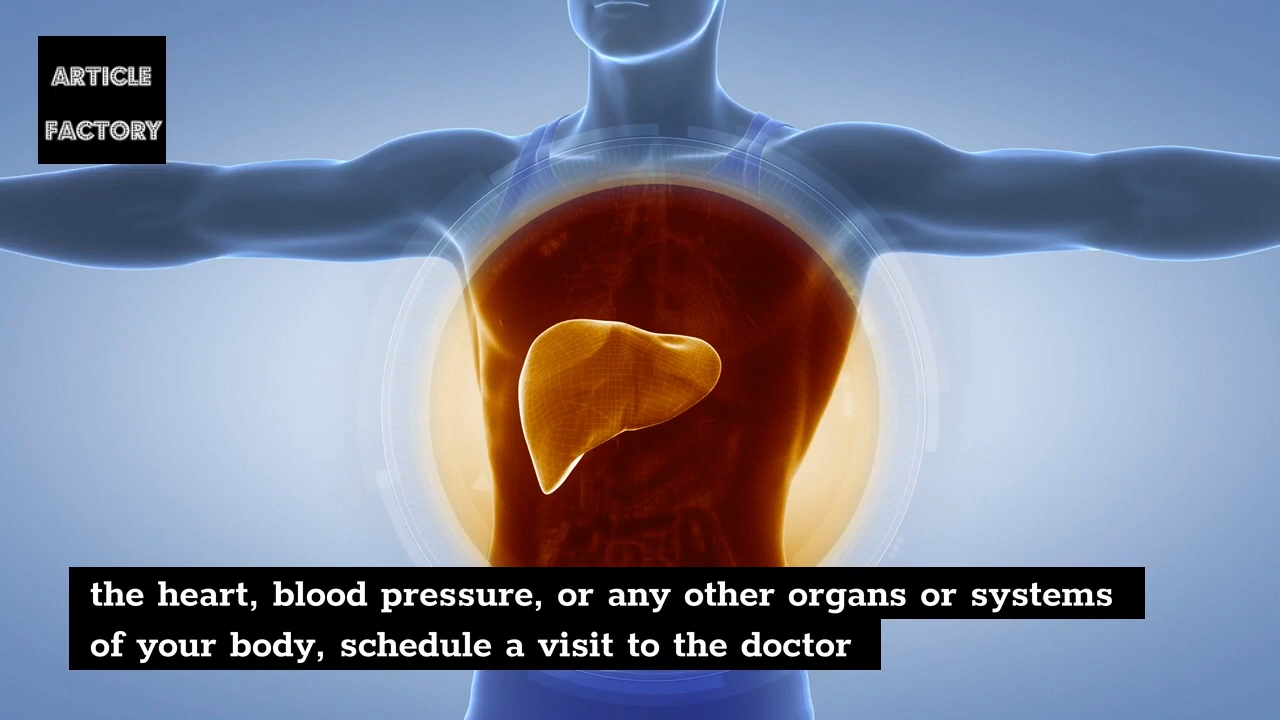 ARTICLE
FACTORY
the heart, blood pressure, or any other organs or systems
of your body, schedule a visit to the doctor